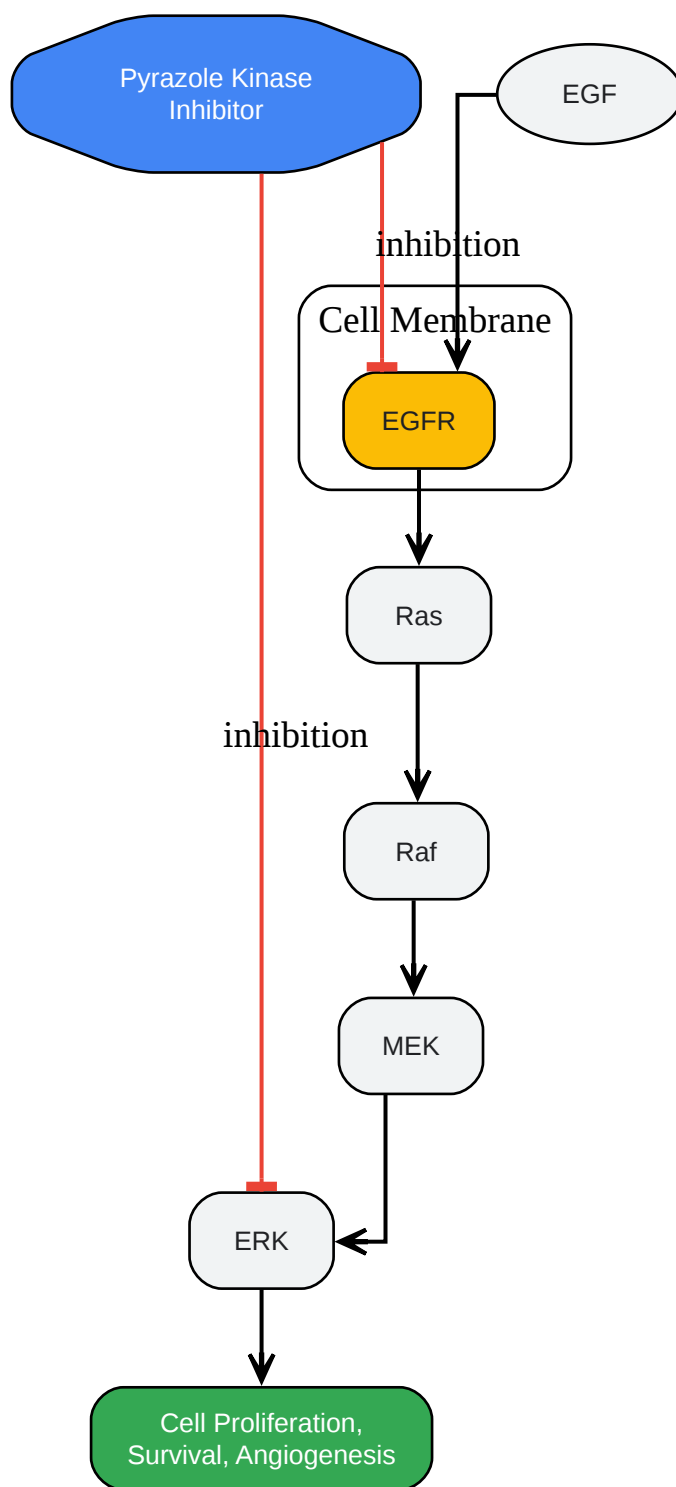 Pyrazole Kinase
Inhibitor
EGF
inhibition
Cell Membrane
EGFR
Ras
inhibition
Raf
MEK
ERK
Cell Proliferation,
Survival, Angiogenesis